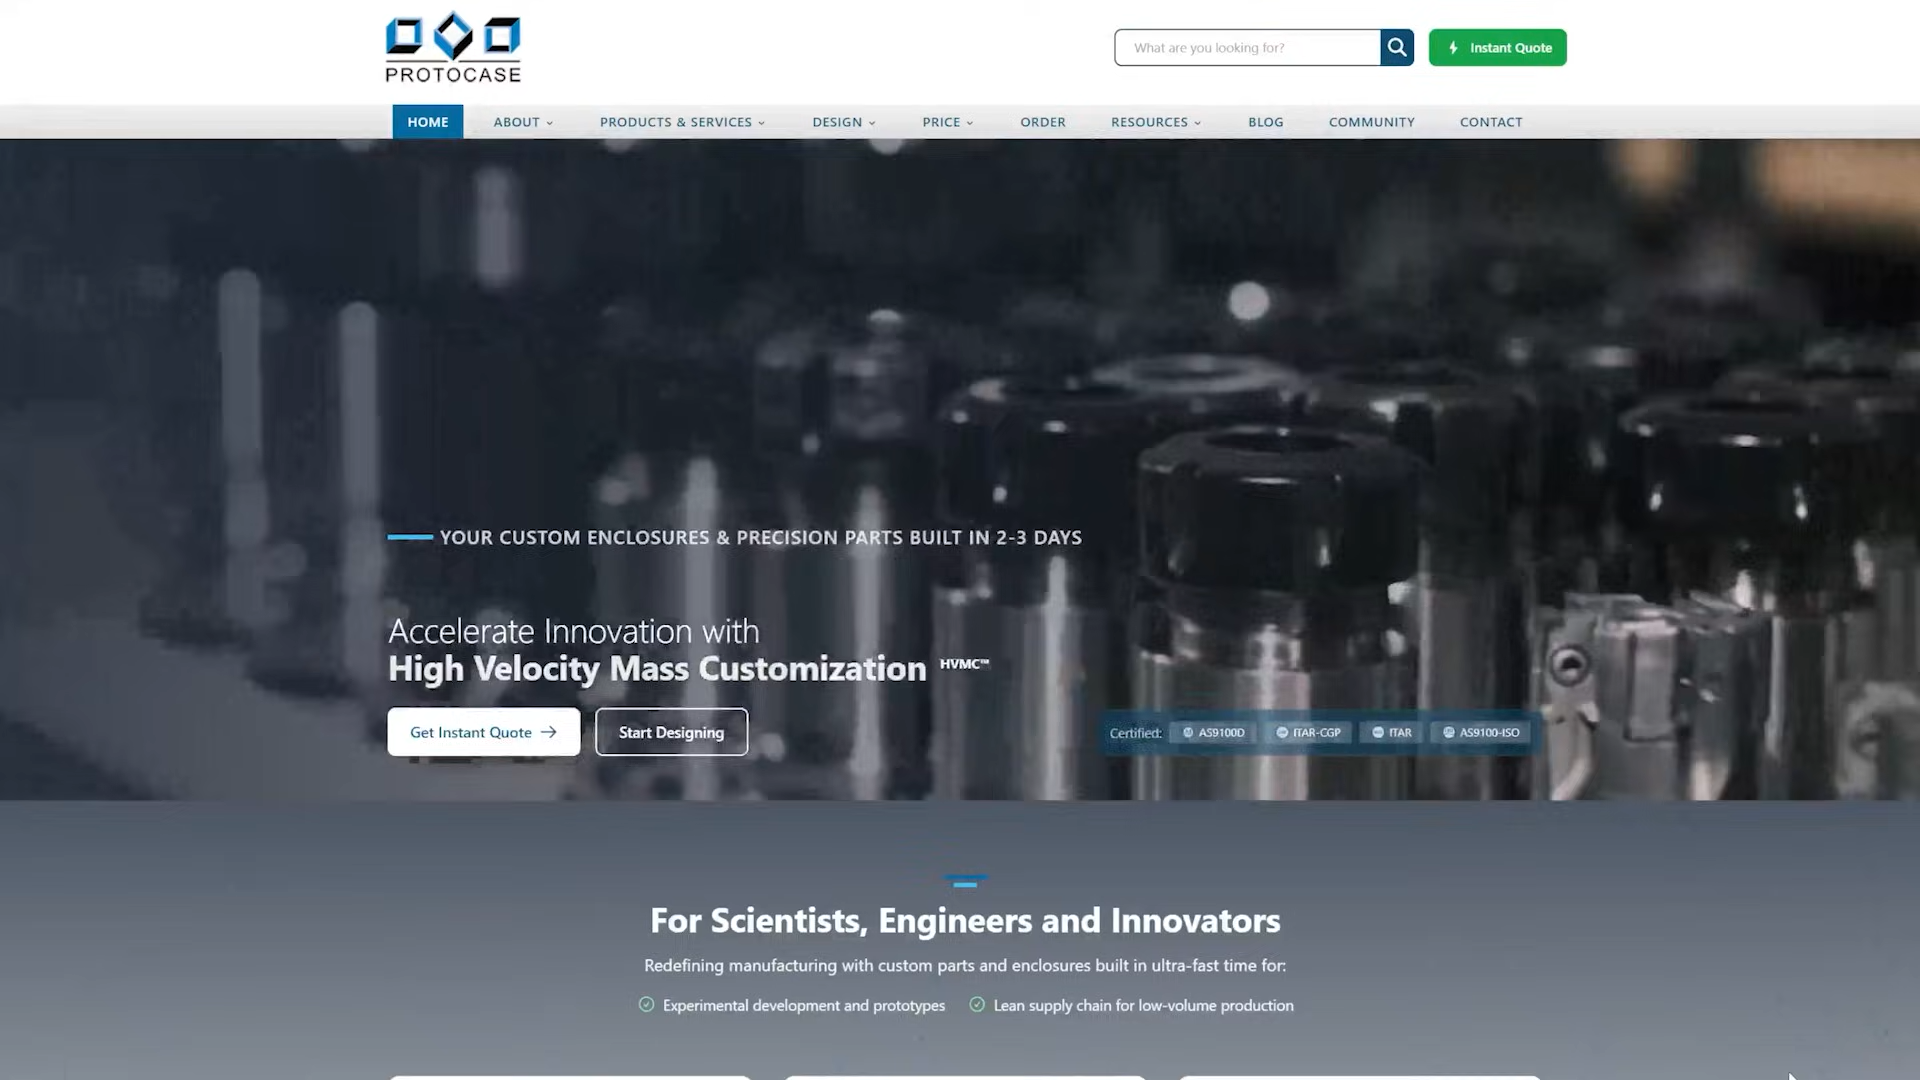 PROTOCASE
What are you looking for?
Instant Quote
HOME ABOUT PRODUCTS & SERVICES DESIGN PRICE ORDER RESOURCES BLOG COMMUNITY CONTACT
YOUR CUSTOM ENCLOSURES & PRECISION PARTS BUILT IN 2-3 DAYS
Accelerate Innovation with
High Velocity Mass Customization HVMC™
Get Instant Quote Start Designing
Certified: AS9100D ITAR-CGP ITAR AS9100-ISO
For Scientists, Engineers and Innovators
Redefining manufacturing with custom parts and enclosures built in ultra-fast time for:
Experimental development and prototypes Lean supply chain for low-volume production